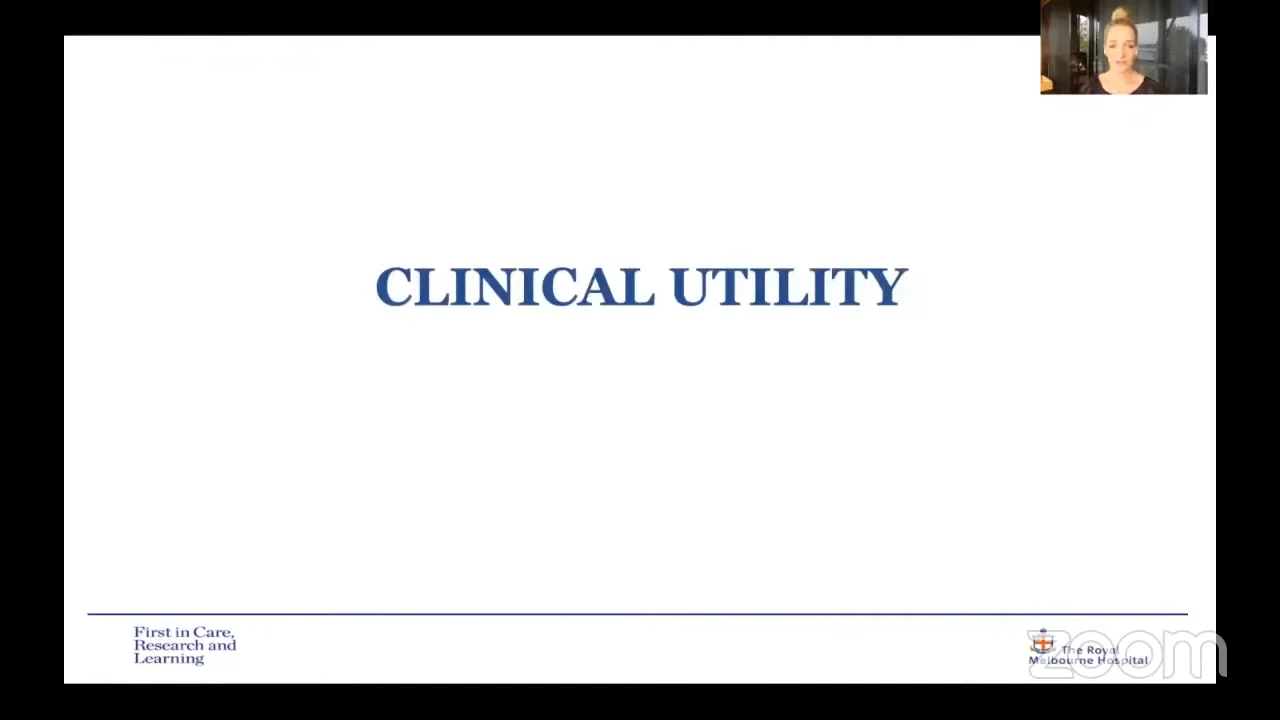 CLINICAL UTILITY
First in Care,
Research and
Learning
The Royal
Melbourne Hospital
zoom